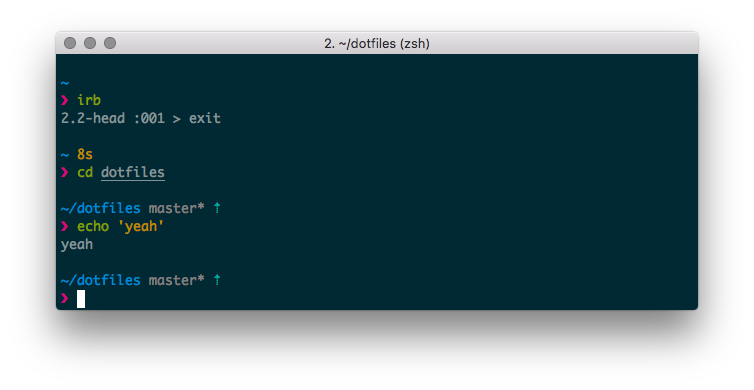 2. ~/dotfiles (zsh)
~
❯ irb
2.2-head :001 > exit
~ 8s
❯ cd dotfiles
~/dotfiles master* ↑
❯ echo 'yeah'
yeah
~/dotfiles master* ↑
❯